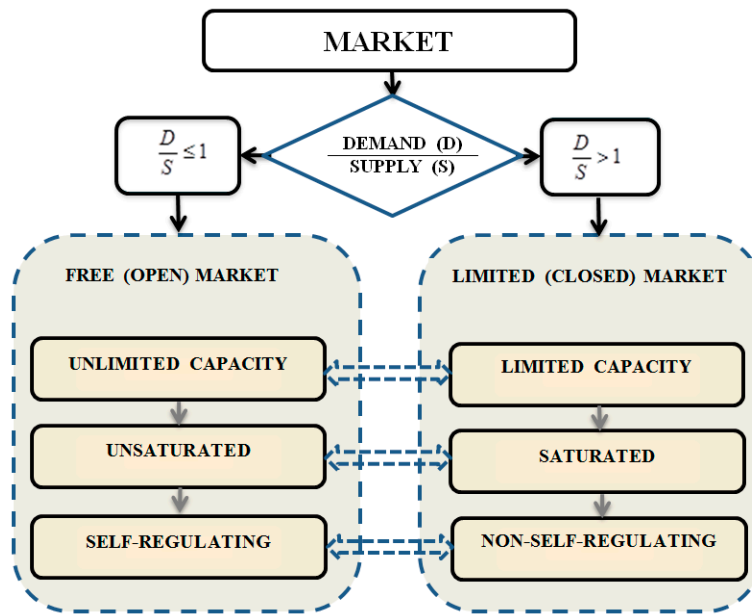 MARKET
DEMAND (D)
SUPPLY (S)
D/S ≤ 1
D/S > 1
FREE (OPEN) MARKET
UNLIMITED CAPACITY
UNSATURATED
SELF-REGULATING
LIMITED (CLOSED) MARKET
LIMITED CAPACITY
SATURATED
NON-SELF-REGULATING